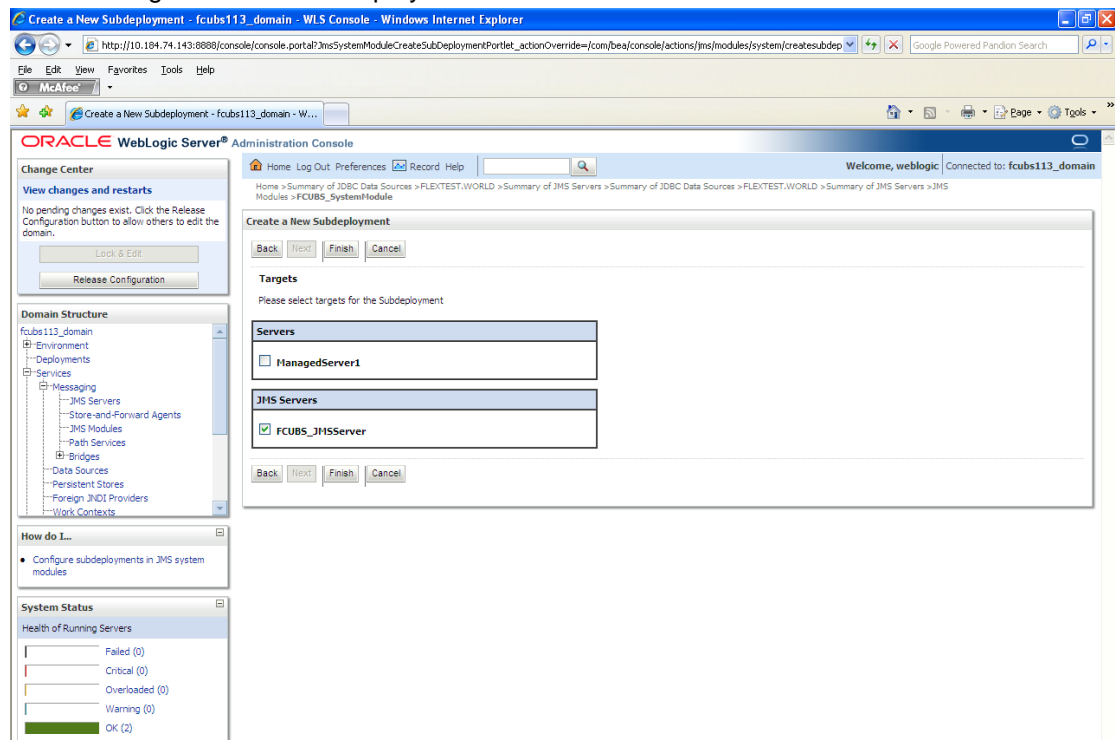 Create a New Subdeployment - fcubs113_domain - WLS Console - Windows Internet Explorer
http://10.184.74.143:8888/console/console.portal?JmsSystemModuleCreateSubDeploymentPortlet_actionOverride=/com/bea/console/actions/jms/modules/system/createsubdep
Google Powered Pandion Search
File Edit View Favorites Tools Help
McAfee
Create a New Subdeployment - fcubs113_domain - W...
Page Tools
ORACLE WebLogic Server® Administration Console
Change Center
View changes and restarts
No pending changes exist. Click the Release
Configuration button to allow others to edit the
domain.
Lock & Edit
Release Configuration
Domain Structure
fcubs113_domain
Environment
Deployments
Services
Messaging
JMS Servers
Store-and-Forward Agents
JMS Modules
Path Services
Bridges
Data Sources
Persistent Stores
Foreign JNDI Providers
Work Contexts
How do I...
Configure subdeployments in JMS system
modules
System Status
Health of Running Servers
Failed (0)
Critical (0)
Overloaded (0)
Warning (0)
OK (2)
Home Log Out Preferences Record Help
Welcome, weblogic Connected to: fcubs113_domain
Home >Summary of JDBC Data Sources >FLEXTEST.WORLD >Summary of JMS Servers >Summary of JDBC Data Sources >FLEXTEST.WORLD >Summary of JMS Servers >JMS
Modules >FCUBS_SystemModule
Create a New Subdeployment
Back Next Finish Cancel
Targets
Please select targets for the Subdeployment
Servers
ManagedServer1
JMS Servers
FCUBS_JMSServer
Back Next Finish Cancel